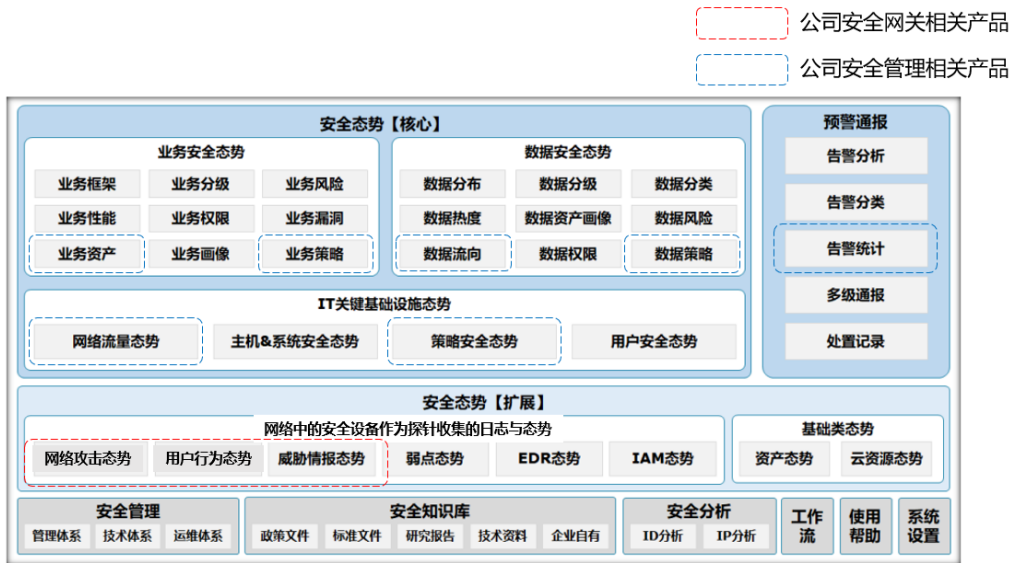 公司安全网关相关产品
公司安全管理相关产品
安全态势【核心】
业务安全态势
业务框架 业务分级 业务风险
业务性能 业务权限 业务漏洞
业务资产 业务画像 业务策略
数据安全态势
数据分布 数据分级 数据分类
数据热度 数据资产画像 数据风险
数据流向 数据权限 数据策略
IT关键基础设施态势
网络流量态势 主机&系统安全态势 策略安全态势 用户安全态势
预警通报
告警分析
告警分类
告警统计
多级通报
处置记录
安全态势【扩展】
网络中的安全设备作为探针收集的日志与态势
网络攻击态势 用户行为态势 威胁情报态势 弱点态势 EDR态势 IAM态势
基础类态势
资产态势 云资源态势
安全管理
管理体系 技术体系 运维体系
安全知识库
政策文件 标准文件 研究报告 技术资料 企业自有
安全分析
ID分析 IP分析
工作
流
使用
帮助
系统
设置